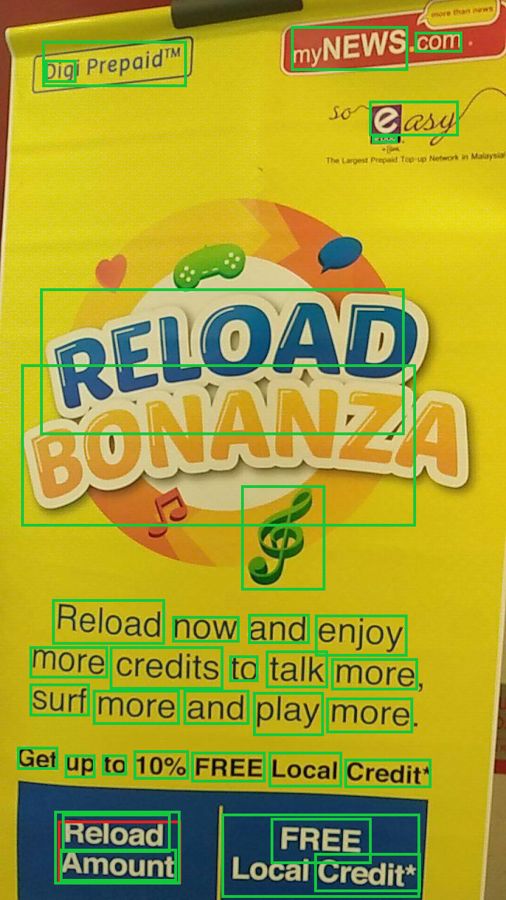 more than news
Digi Prepaid™
myNEWS.com
so easy
The Largest Prepaid Top-up Network in Malaysia!
RELOAD
BONANZA
Reload now and enjoy
more credits to talk more,
surf more and play more.
Get up to 10% FREE Local Credit*
Reload
Amount
FREE
Local Credit*